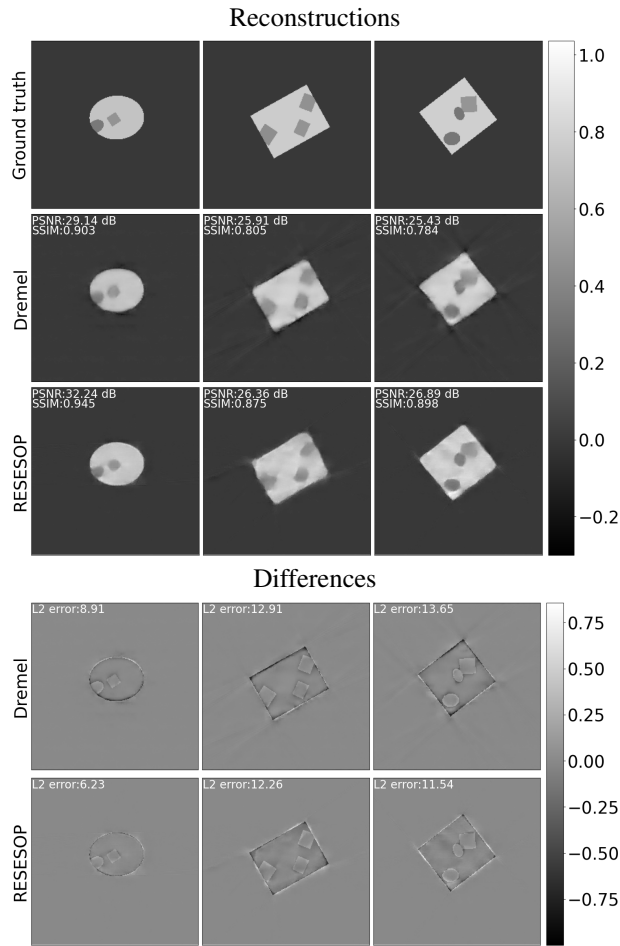 Reconstructions
Ground truth
1.0
0.8
0.6
0.4
0.2
0.0
−0.2
Dremel
PSNR:29.14 dB
SSIM:0.903
PSNR:25.91 dB
SSIM:0.805
PSNR:25.43 dB
SSIM:0.784
RESESOP
PSNR:32.24 dB
SSIM:0.945
PSNR:26.36 dB
SSIM:0.875
PSNR:26.89 dB
SSIM:0.898
Differences
Dremel
L2 error:8.91
L2 error:12.91
L2 error:13.65
0.75
0.50
0.25
0.00
−0.25
−0.50
−0.75
RESESOP
L2 error:6.23
L2 error:12.26
L2 error:11.54